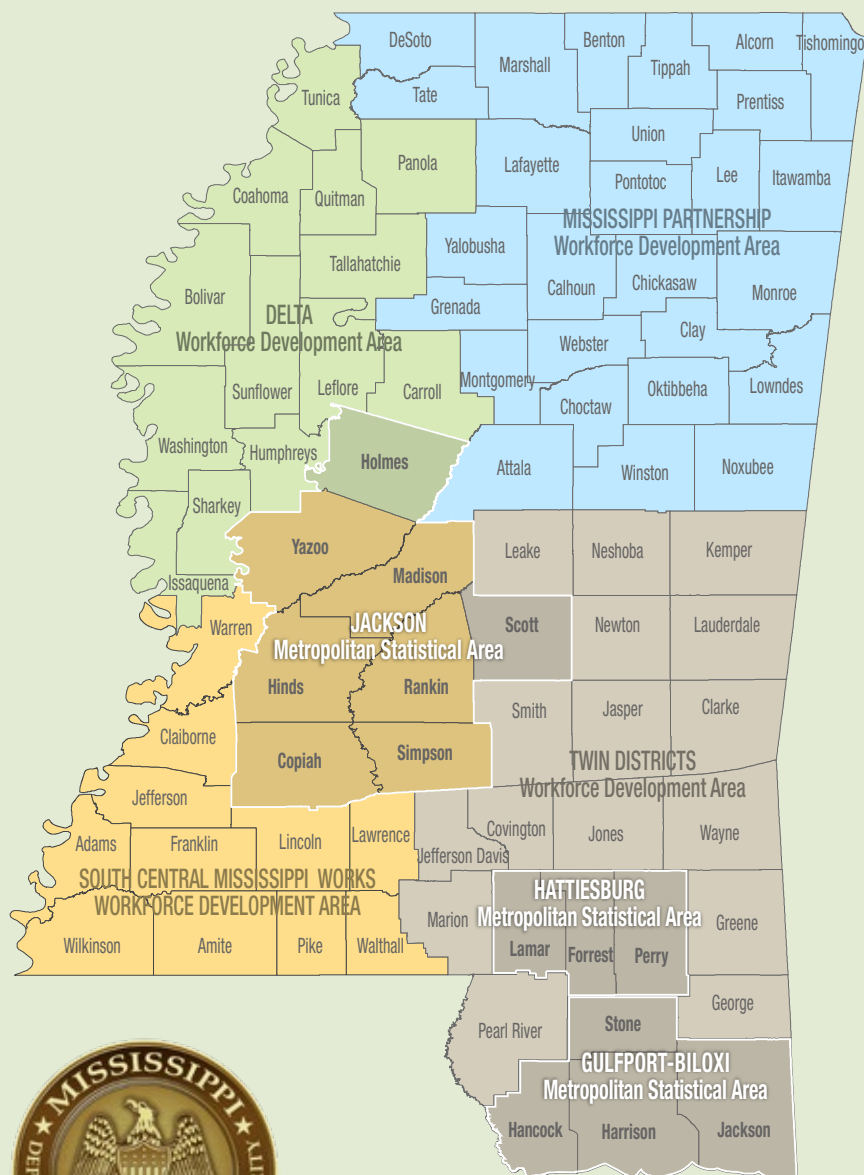 DeSoto
Benton
Alcorn
Tishomingo
Marshall
Tippah
Tunica
Tate
Prentiss
Union
Panola
Lafayette
Lee
Itawamba
Pontotoc
Coahoma
Quitman
MISSISSIPPI PARTNERSHIP
Workforce Development Area
Yalobusha
Tallahatchie
Chickasaw
Calhoun
Monroe
Bolivar
Grenada
DELTA
Workforce Development Area
Clay
Webster
Montgomery
Leflore
Carroll
Sunflower
Oktibbeha
Lowndes
Choctaw
Washington
Humphreys
Holmes
Attala
Winston
Noxubee
Sharkey
Yazoo
Leake
Neshoba
Kemper
Madison
Issaquena
Warren
JACKSON
Metropolitan Statistical Area
Scott
Newton
Lauderdale
Hinds
Rankin
Smith
Jasper
Clarke
Claiborne
Copiah
Simpson
TWIN DISTRICTS
Workforce Development Area
Jefferson
Covington
Jones
Wayne
Adams
Franklin
Lincoln
Lawrence
Jefferson Davis
SOUTH CENTRAL MISSISSIPPI WORKS
WORKFORCE DEVELOPMENT AREA
HATTIESBURG
Metropolitan Statistical Area
Marion
Greene
Wilkinson
Amite
Pike
Walthall
Lamar
Forrest
Perry
George
Pearl River
Stone
GULFPORT-BILOXI
Metropolitan Statistical Area
Hancock
Harrison
Jackson
MISSISSIPPI